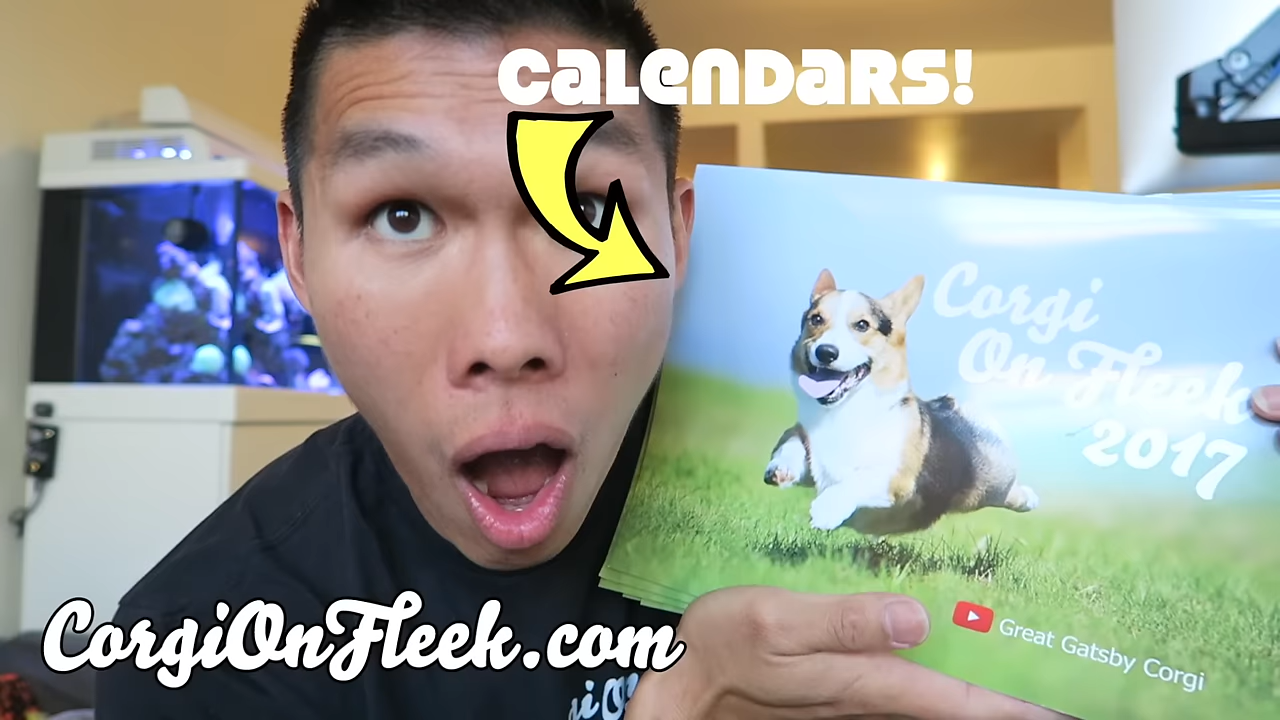 CaLeNDaRS!
Corgi
On Fleek
2017
Great Gatsby Corgi
CorgiOnFleek.com